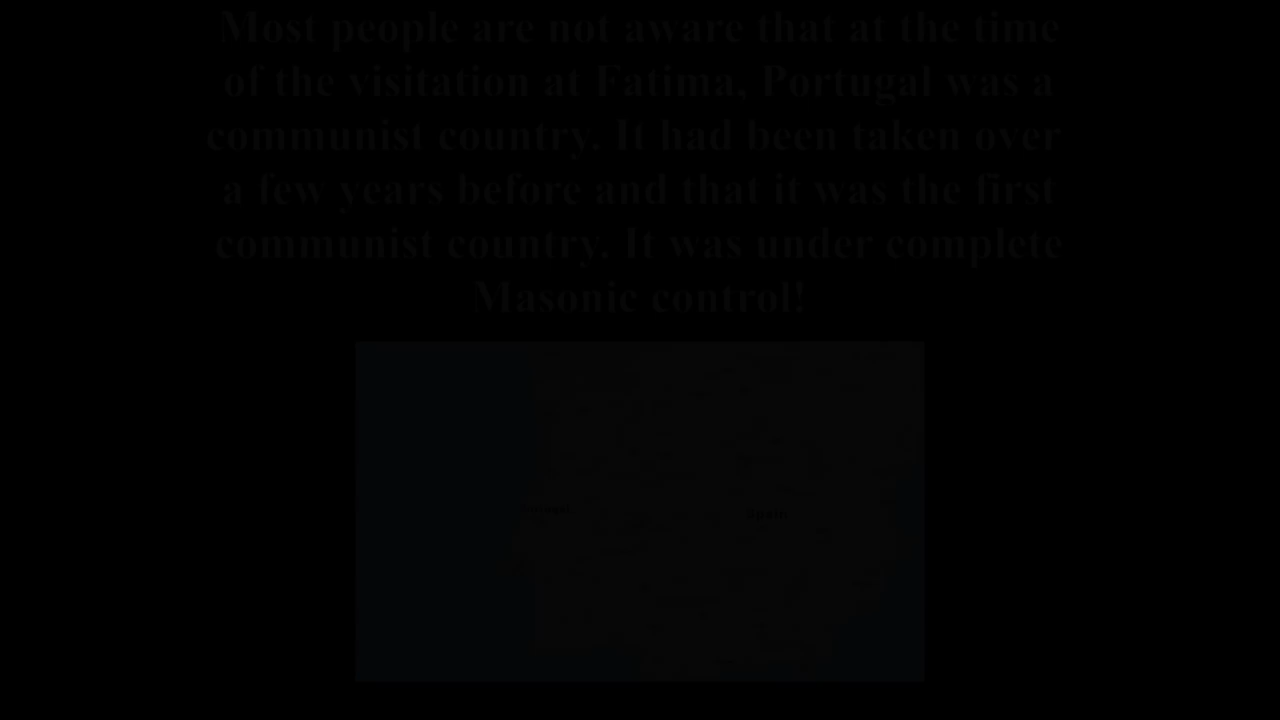 Most people are not aware that at the time
of the visitation at Fatima, Portugal was a
communist country. It had been taken over
a few years before and that it was the first
communist country. It was under complete
Masonic control!
Portugal
Spain